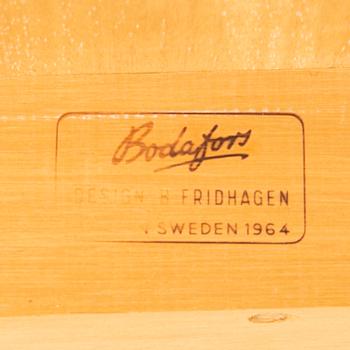 Bodafors
DESIGN B FRIDHAGEN
N SWEDEN 1964